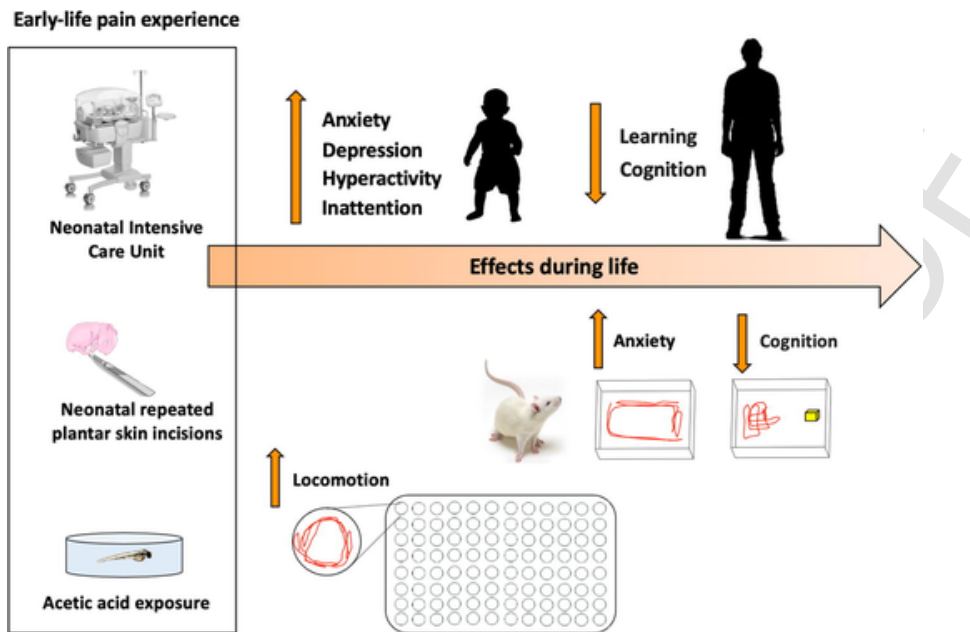 Early-life pain experience
Neonatal Intensive
Care Unit
Anxiety
Depression
Hyperactivity
Inattention
Learning
Cognition
Effects during life
Neonatal repeated
plantar skin incisions
Anxiety
Cognition
Locomotion
Acetic acid exposure